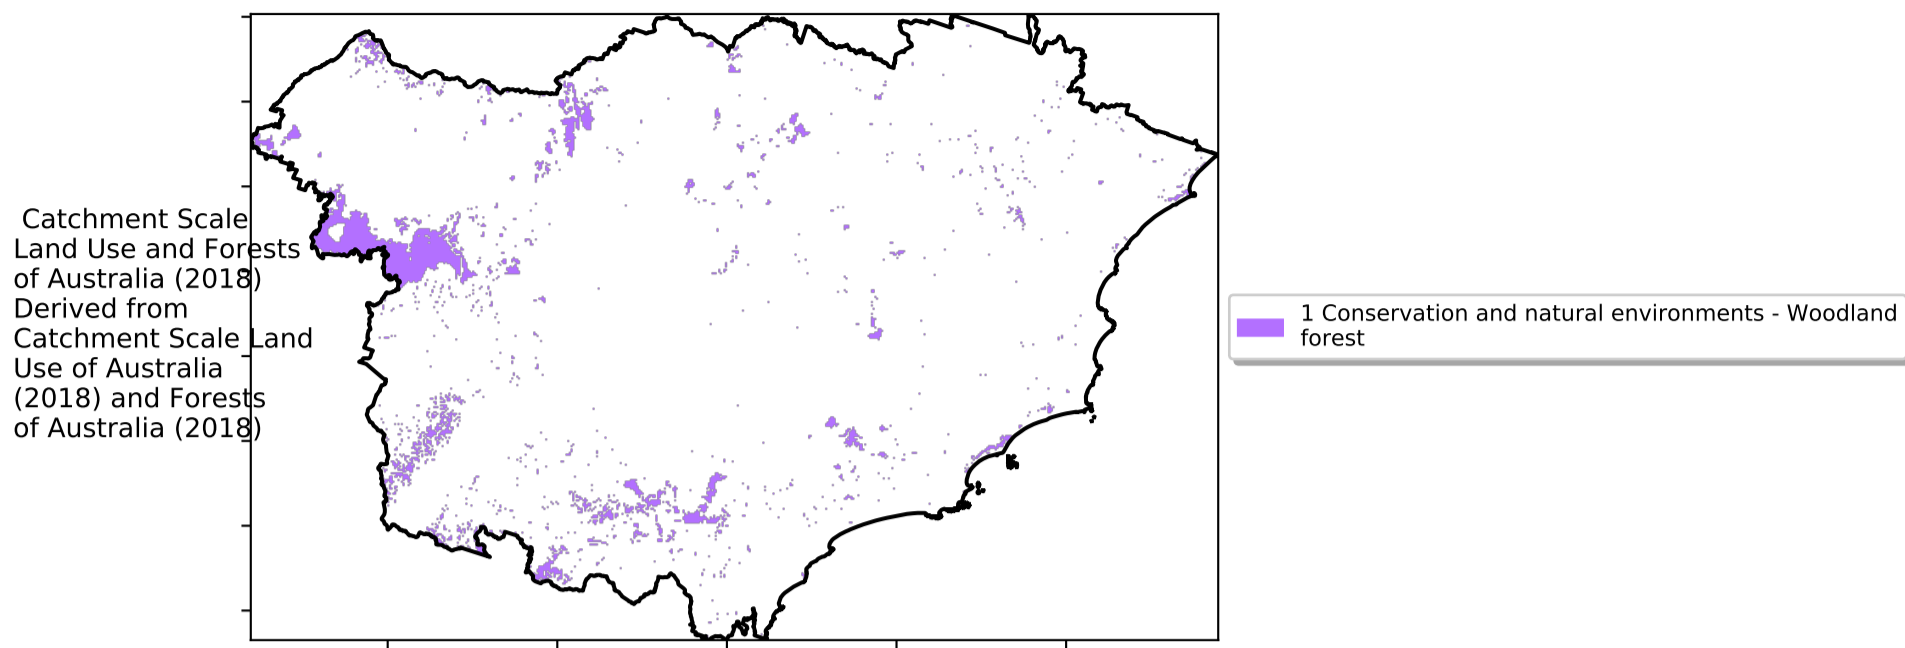 Catchment Scale
Land Use and Forests
of Australia (2018)
Derived from
Catchment Scale Land
Use of Australia
(2018) and Forests
of Australia (2018)
1 Conservation and natural environments - Woodland
forest